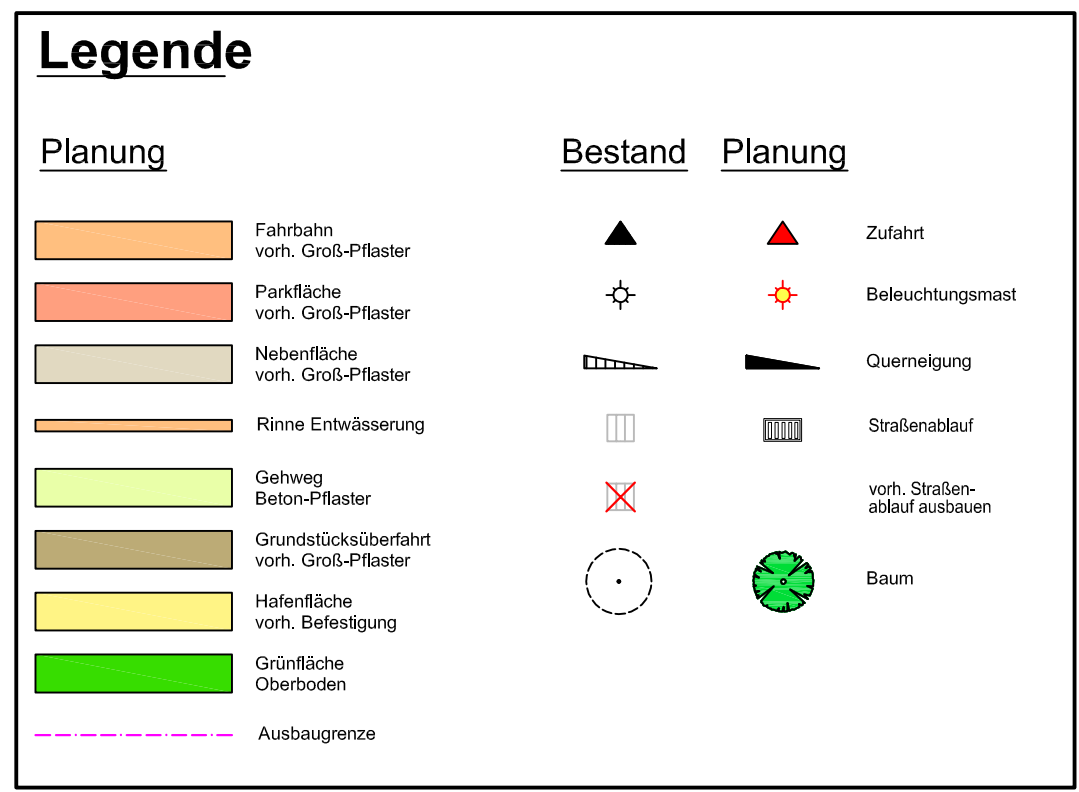 Legende
Planung
Fahrbahn
vorh. Groß-Pflaster
Parkfläche
vorh. Groß-Pflaster
Nebenfläche
vorh. Groß-Pflaster
Rinne Entwässerung
Gehweg
Beton-Pflaster
Grundstücksüberfahrt
vorh. Groß-Pflaster
Hafenfläche
vorh. Befestigung
Grünfläche
Oberboden
Ausbaugrenze
Bestand Planung
Zufahrt
Beleuchtungsmast
Querneigung
Straßenablauf
vorh. Straßen-
ablauf ausbauen
Baum